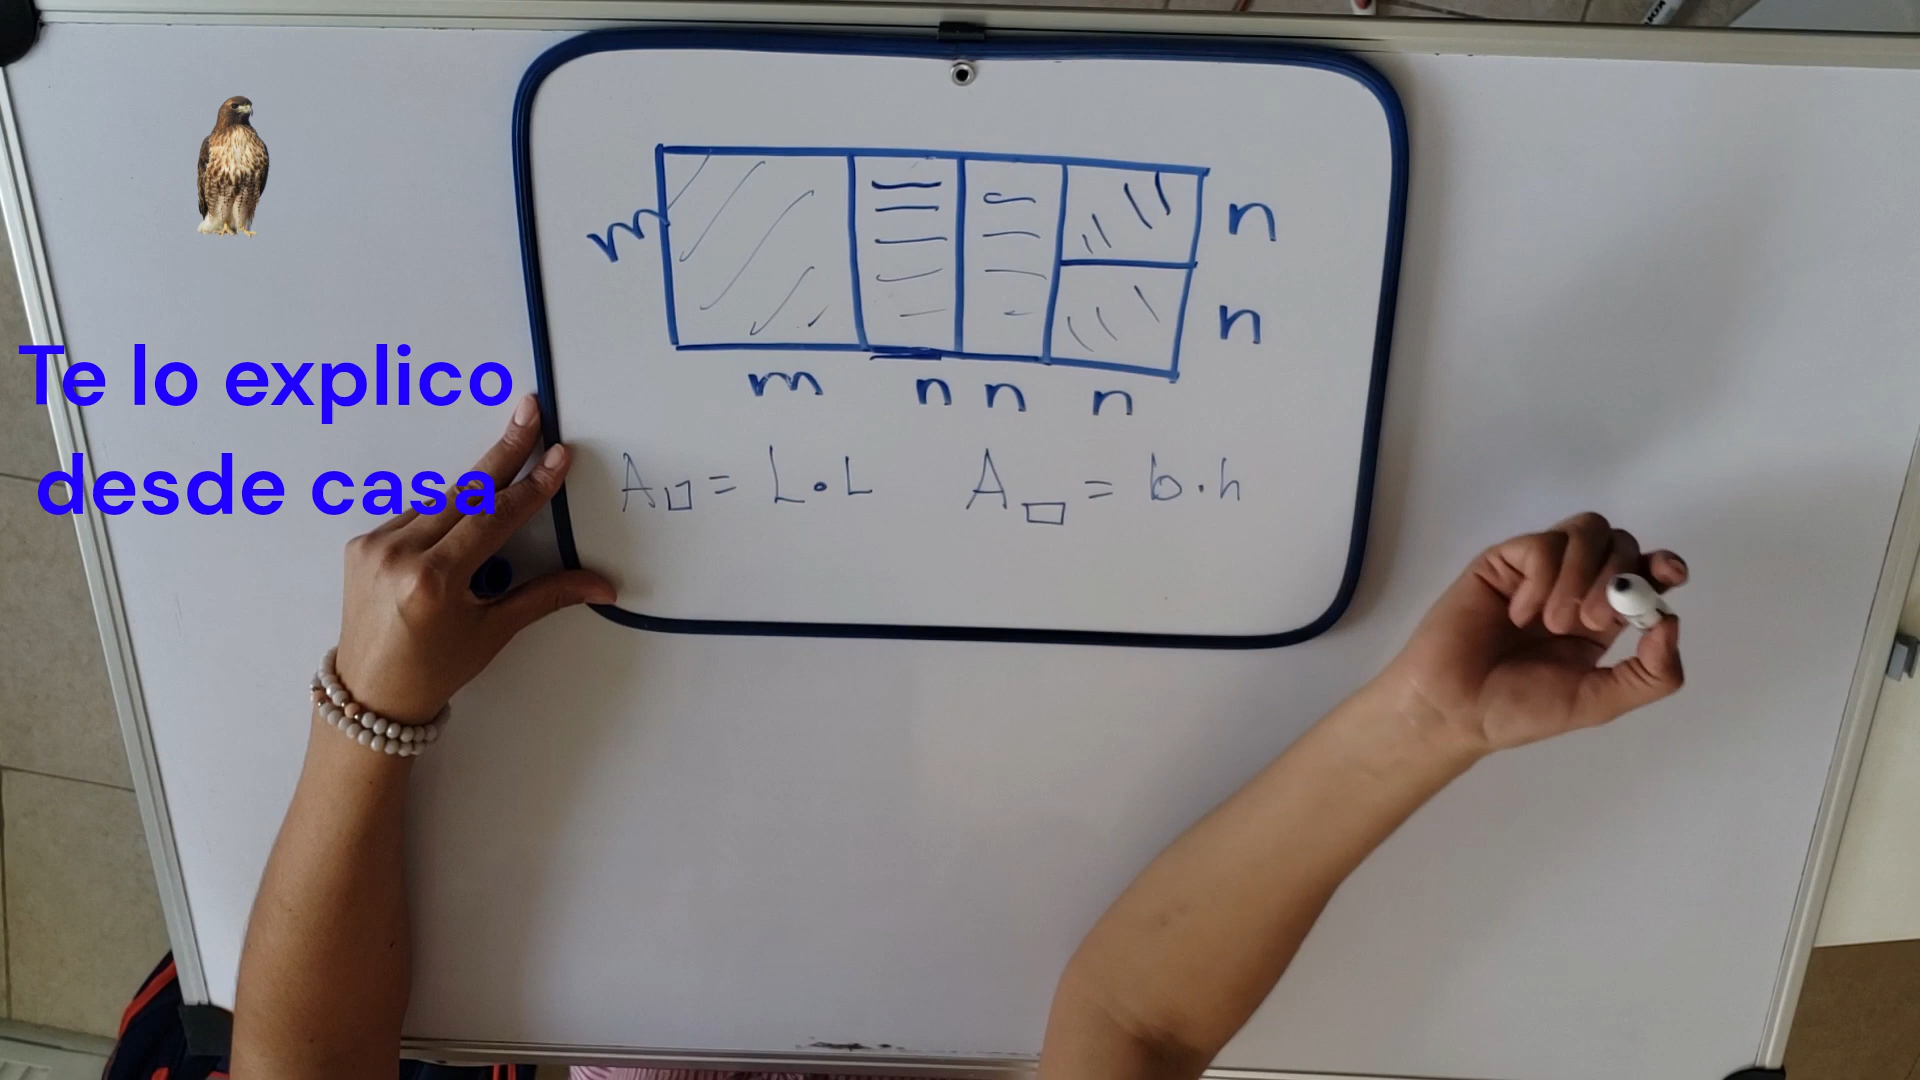 Te lo explico
desde casa
m
n
n
m n n n
A□ = L·L A▭ = b·h